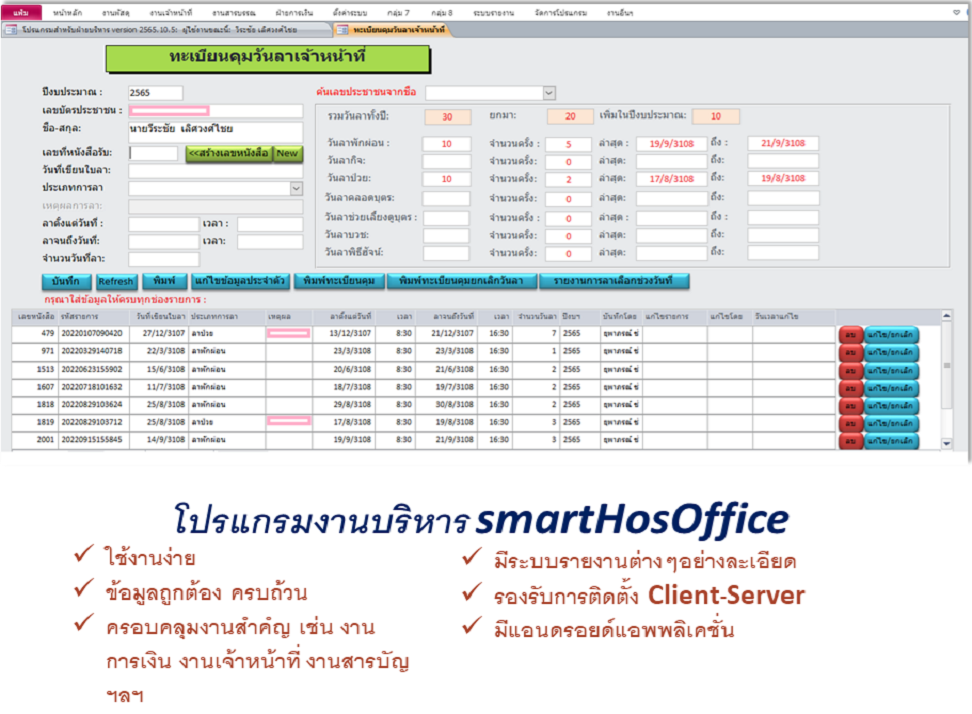 แฟ้ม หน้าหลัก งานพัสดุ งานเจ้าหน้าที่ งานสารบรรณ ฝ่ายการเงิน ตั้งค่าระบบ กลุ่ม 7 กลุ่ม 8 ระบบรายงาน จัดการโปรแกรม งานอื่นๆ
โปรแกรมสำหรับฝ่ายบริหาร version 2565.10.5: ผู้ใช้งานขณะนี้: วีระชัย เลิศวงศ์ไชย ทะเบียนคุมวันลาเจ้าหน้าที่
ทะเบียนคุมวันลาเจ้าหน้าที่
ปีงบประมาณ : 2565 ค้นเลขประชาชนจากชื่อ
เลขบัตรประชาชน : รวมวันลาทั้งปี: 30 ยกมา: 20 เพิ่มในปีงบประมาณ: 10
ชื่อ-สกุล: นายวีระชัย เลิศวงศ์ไชย
วันลาพักผ่อน : 10 จำนวนครั้ง : 5 ล่าสุด : 19/9/3108 ถึง : 21/9/3108
เลขที่หนังสือรับ: <<สร้างเลขหนังสือ New
วันลากิจ: จำนวนครั้ง: 0 ล่าสุด: ถึง:
วันที่เขียนใบลา:
วันลาป่วย: 10 จำนวนครั้ง: 2 ล่าสุด: 17/8/3108 ถึง: 19/8/3108
ประเภทการลา
วันลาคลอดบุตร: จำนวนครั้ง: 0 ล่าสุด: ถึง:
เหตุผลการลา:
วันลาช่วยเลี้ยงดูบุตร : จำนวนครั้ง : 0 ล่าสุด : ถึง :
ลาตั้งแต่วันที่ : เวลา :
วันลาบวช: จำนวนครั้ง: 0 ล่าสุด: ถึง:
ลาจนถึงวันที่: เวลา:
วันลาพิธีฮัจน์: จำนวนครั้ง: 0 ล่าสุด: ถึง:
จำนวนวันที่ลา:
บันทึก Refresh พิมพ์ แก้ไขข้อมูลประจำตัว พิมพ์ทะเบียนคุม พิมพ์ทะเบียนคุมยกเลิกวันลา รายงานการลาเลือกช่วงวันที่
กรุณาใส่ข้อมูลให้ครบทุกช่องรายการ :
เลขหนังสือ รหัสรายการ วันที่เขียนใบลา ประเภทการลา เหตุผล ลาตั้งแต่วันที่ เวลา ลาจนถึงวันที่ เวลา จำนวนวันลา ปีงบฯ บันทึกโดย แก้ไขรายการ แก้ไขโดย วันเวลาแก้ไข
479 20220107090420 27/12/3107 ลาป่วย 13/12/3107 8:30 21/12/3107 16:30 7 2565 ยุพาภรณ์ ช่ ลบ แก้ไข/ยกเลิก
971 20220329140718 22/3/3108 ลาพักผ่อน 23/3/3108 8:30 23/3/3108 16:30 1 2565 ยุพาภรณ์ ช่ ลบ แก้ไข/ยกเลิก
1513 20220623155902 15/6/3108 ลาพักผ่อน 20/6/3108 8:30 21/6/3108 16:30 2 2565 ยุพาภรณ์ ช่ ลบ แก้ไข/ยกเลิก
1607 20220718101632 11/7/3108 ลาพักผ่อน 18/7/3108 8:30 19/7/3108 16:30 2 2565 ยุพาภรณ์ ช่ ลบ แก้ไข/ยกเลิก
1818 20220829103624 25/8/3108 ลาพักผ่อน 29/8/3108 8:30 30/8/3108 16:30 2 2565 ยุพาภรณ์ ช่ ลบ แก้ไข/ยกเลิก
1819 20220829103712 25/8/3108 ลาป่วย 17/8/3108 8:30 19/8/3108 16:30 3 2565 ยุพาภรณ์ ช่ ลบ แก้ไข/ยกเลิก
2001 20220915155845 14/9/3108 ลาพักผ่อน 19/9/3108 8:30 21/9/3108 16:30 3 2565 ยุพาภรณ์ ช่ ลบ แก้ไข/ยกเลิก
โปรแกรมงานบริหาร smartHosOffice
✓ ใช้งานง่าย
✓ ข้อมูลถูกต้อง ครบถ้วน
✓ ครอบคลุมงานสำคัญ เช่น งาน
การเงิน งานเจ้าหน้าที่ งานสารบัญ
ฯลฯ
✓ มีระบบรายงานต่างๆอย่างละเอียด
✓ รองรับการติดตั้ง Client-Server
✓ มีแอนดรอยด์แอพพลิเคชั่น